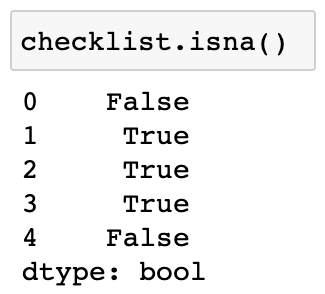 checklist.isna()
0    False
1     True
2     True
3     True
4    False
dtype: bool